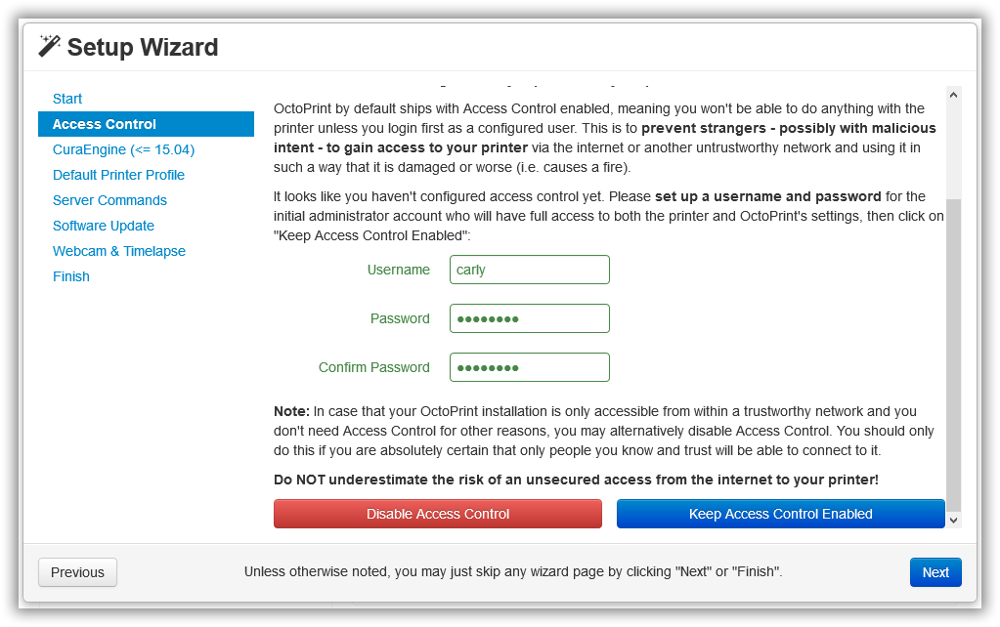 Setup Wizard
Start
Access Control
CuraEngine (<= 15.04)
Default Printer Profile
Server Commands
Software Update
Webcam & Timelapse
Finish
OctoPrint by default ships with Access Control enabled, meaning you won't be able to do anything with the
printer unless you login first as a configured user. This is to prevent strangers - possibly with malicious
intent - to gain access to your printer via the internet or another untrustworthy network and using it in
such a way that it is damaged or worse (i.e. causes a fire).
It looks like you haven't configured access control yet. Please set up a username and password for the
initial administrator account who will have full access to both the printer and OctoPrint's settings, then click on
"Keep Access Control Enabled":
Username carly
Password ●●●●●●●●
Confirm Password ●●●●●●●●
Note: In case that your OctoPrint installation is only accessible from within a trustworthy network and you
don't need Access Control for other reasons, you may alternatively disable Access Control. You should only
do this if you are absolutely certain that only people you know and trust will be able to connect to it.
Do NOT underestimate the risk of an unsecured access from the internet to your printer!
Disable Access Control Keep Access Control Enabled
Previous Unless otherwise noted, you may just skip any wizard page by clicking "Next" or "Finish". Next